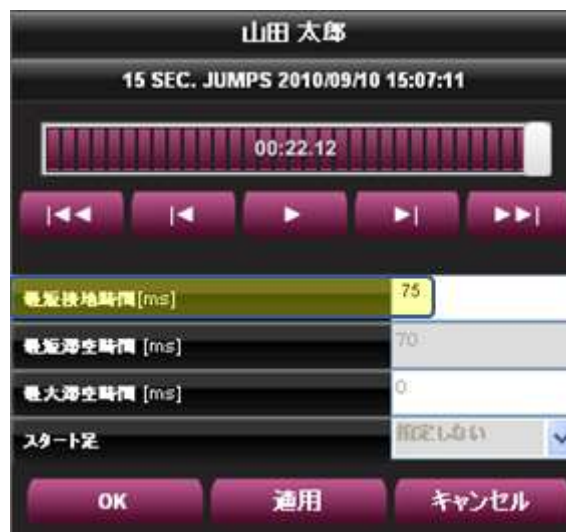 山田 太郎
15 SEC. JUMPS 2010/09/10 15:07:11
00:22.12
最短接地時間[ms] 75
最短滞空時間 [ms] 70
最大滞空時間 [ms] 0
スタート足 指定しない
OK 適用 キャンセル